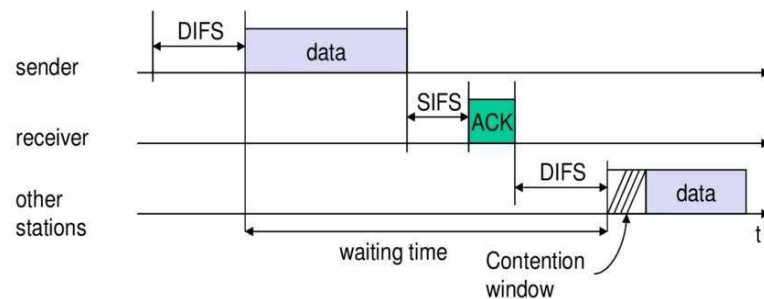 DIFS
data
sender
SIFS
ACK
receiver
DIFS
data
other
stations
t
waiting time
Contention
window